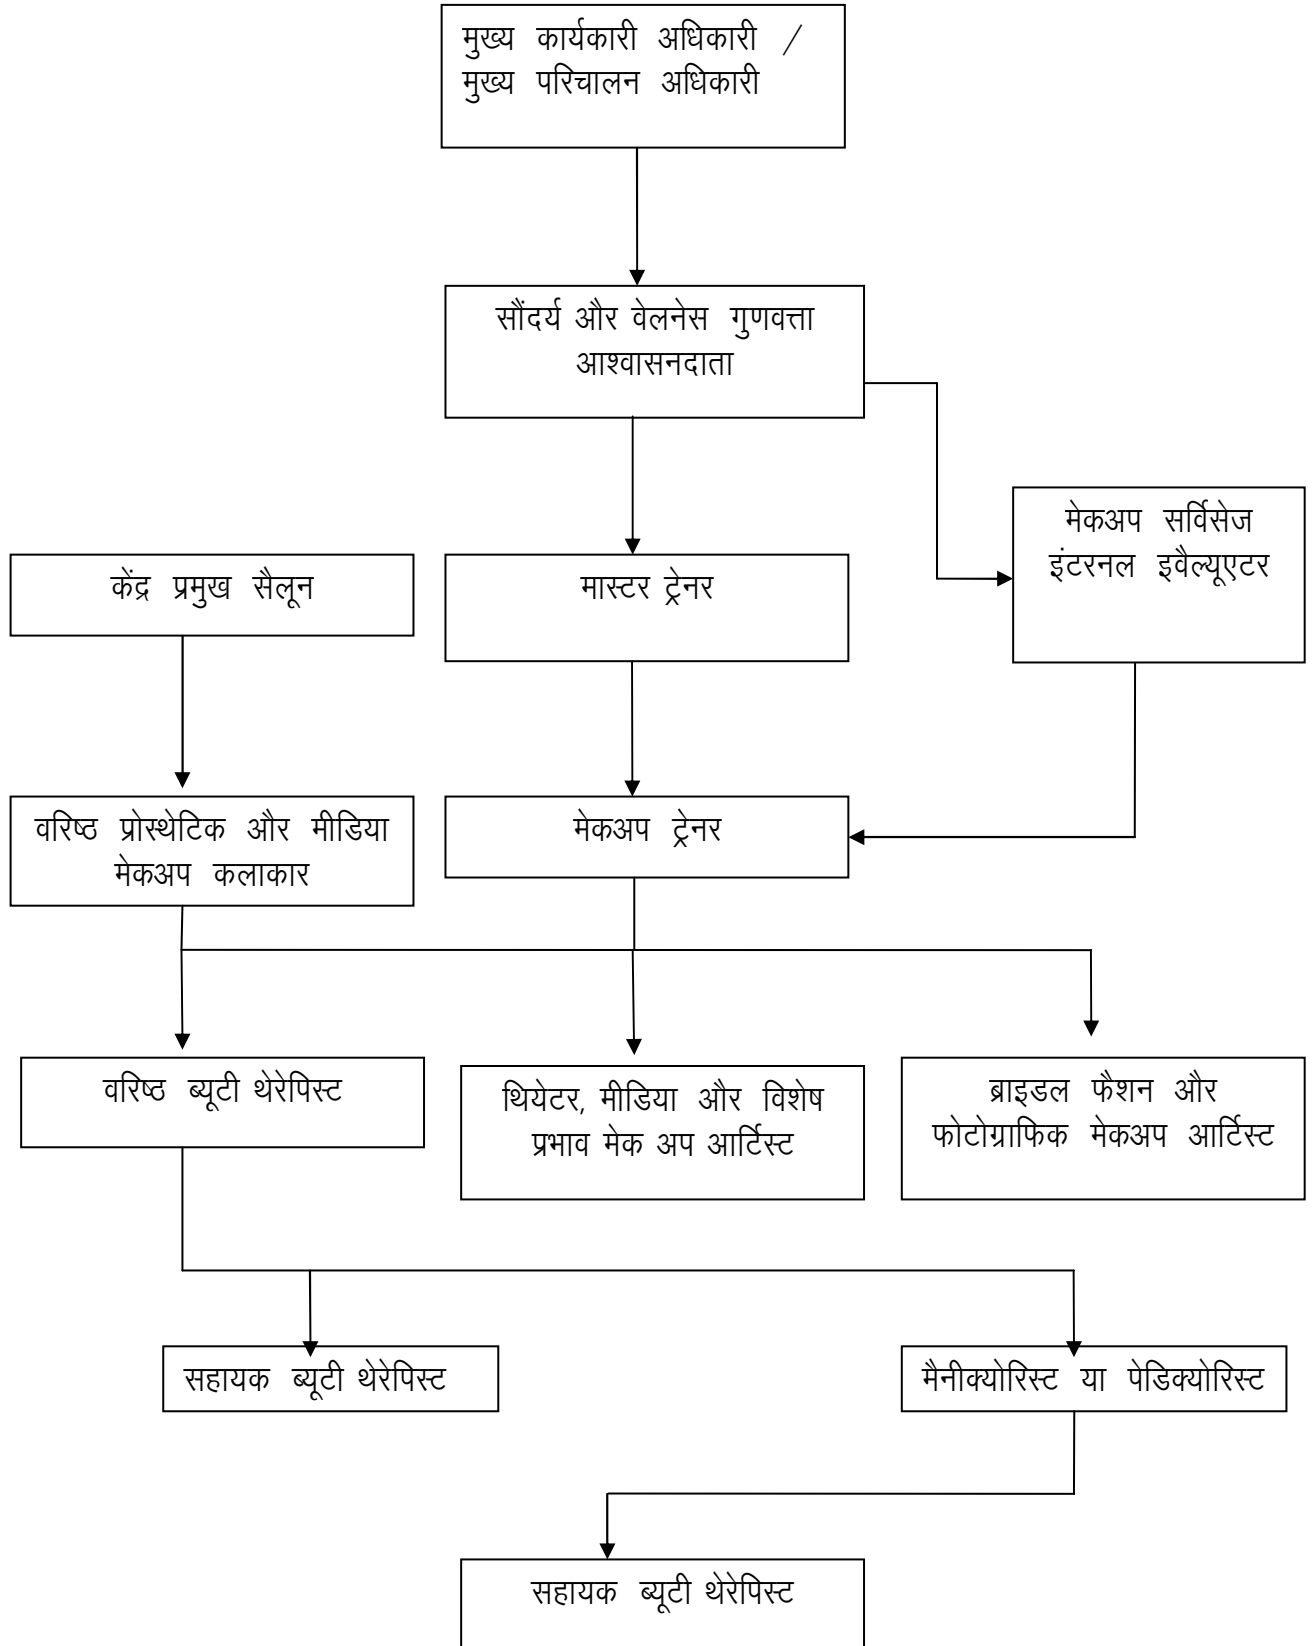 मुख्य कार्यकारी अधिकारी /
मुख्य परिचालन अधिकारी
सौंदर्य और वेलनेस गुणवत्ता
आश्वासनदाता
मेकअप सर्विसेज
इंटरनल इवैल्यूएटर
केंद्र प्रमुख सैलून
मास्टर ट्रेनर
वरिष्ठ प्रोस्थेटिक और मीडिया
मेकअप कलाकार
मेकअप ट्रेनर
वरिष्ठ ब्यूटी थेरेपिस्ट
थियेटर, मीडिया और विशेष
प्रभाव मेक अप आर्टिस्ट
ब्राइडल फैशन और
फोटोग्राफिक मेकअप आर्टिस्ट
सहायक ब्यूटी थेरेपिस्ट
मैनीक्योरिस्ट या पेडिक्योरिस्ट
सहायक ब्यूटी थेरेपिस्ट